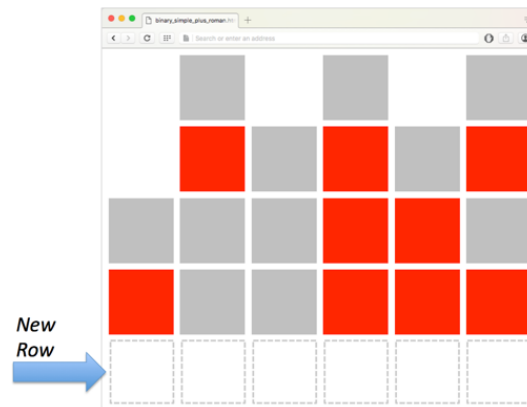 binary_simple_plus_roman.h
Search or enter an address
New
Row